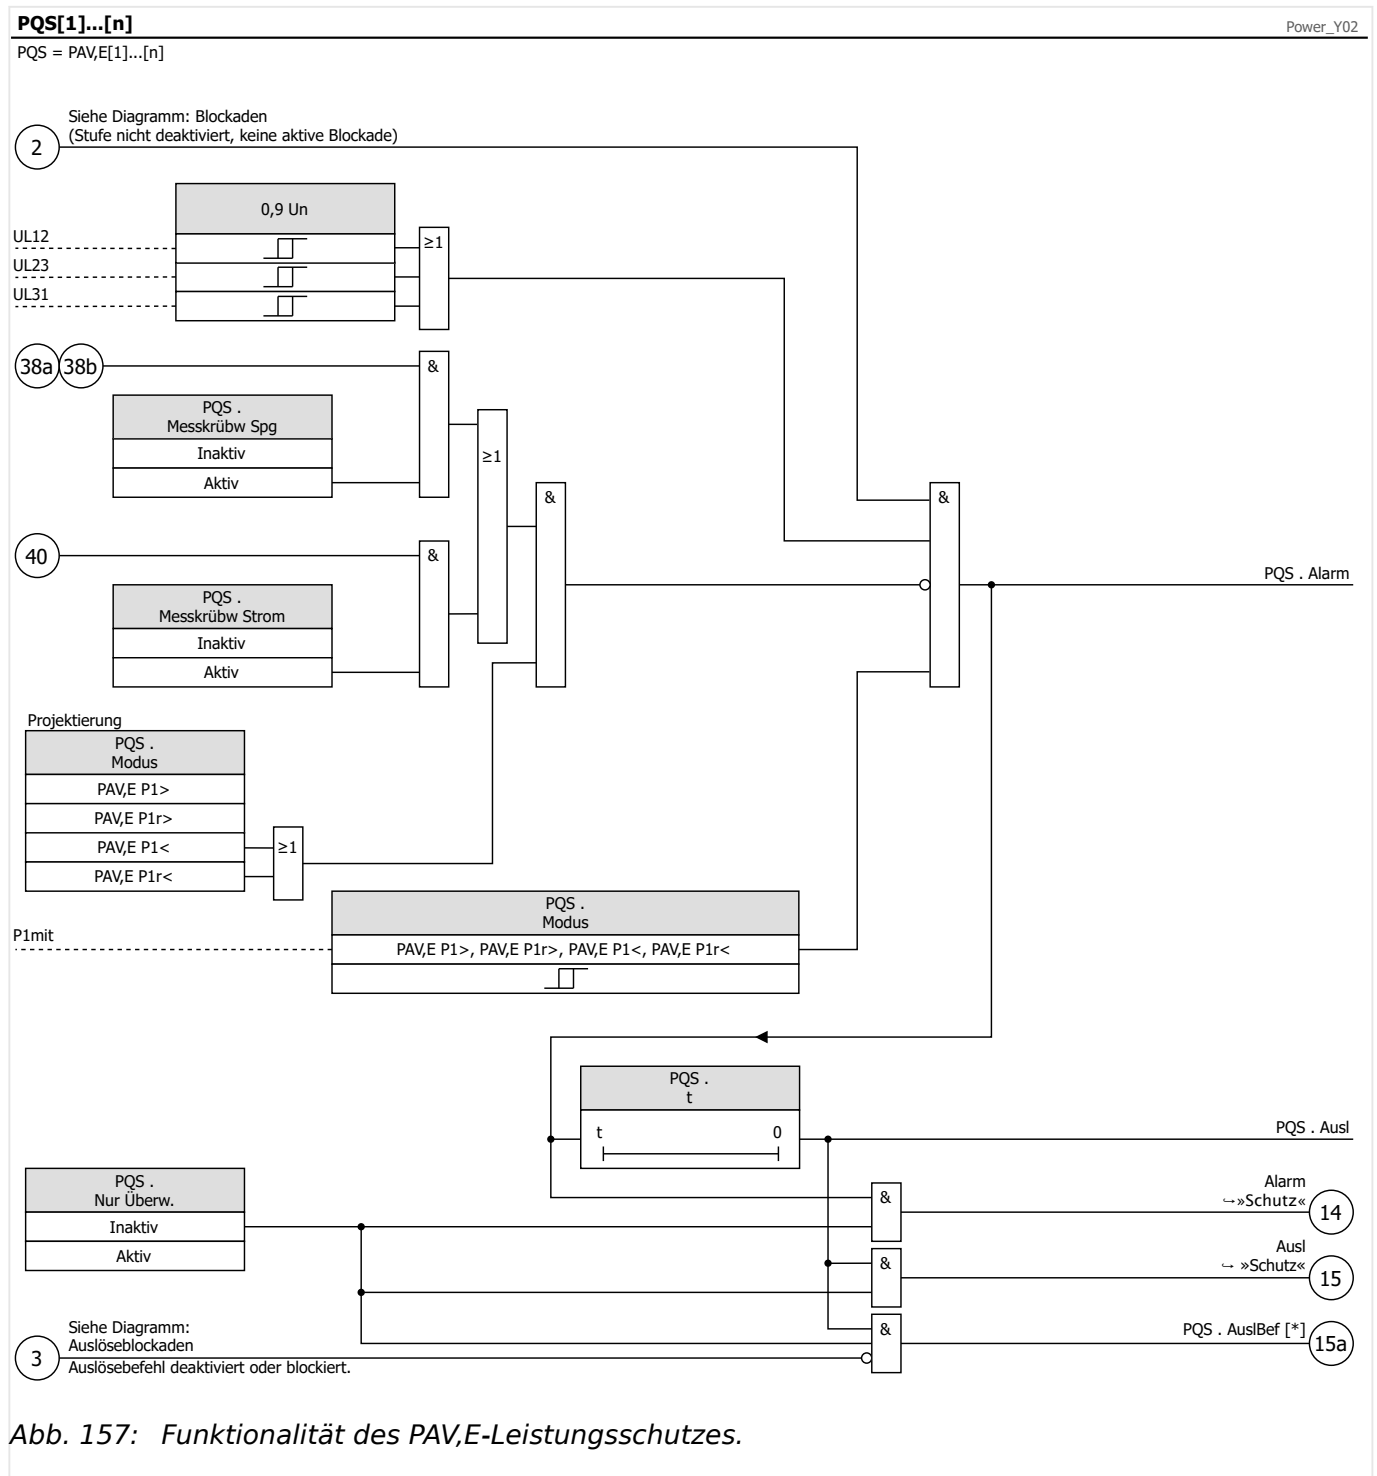 PQS[1]...[n]
Power_Y02
PQS = PAV,E[1]...[n]
Siehe Diagramm: Blockaden
(Stufe nicht deaktiviert, keine aktive Blockade)
2
0,9 Un
UL12
UL23
UL31
≥1
38a
38b
&
PQS .
Messkrübw Spg
Inaktiv
Aktiv
≥1
&
&
40
&
PQS .
Messkrübw Strom
Inaktiv
Aktiv
PQS . Alarm
Projektierung
PQS .
Modus
PAV,E P1>
PAV,E P1r>
PAV,E P1<
PAV,E P1r<
≥1
PQS .
Modus
P1mit
PAV,E P1>, PAV,E P1r>, PAV,E P1<, PAV,E P1r<
PQS .
t
t
0
PQS . Ausl
PQS .
Nur Überw.
Inaktiv
Aktiv
&
Alarm
↪»Schutz«
14
&
Ausl
↪ »Schutz«
15
&
PQS . AuslBef [*]
15a
Siehe Diagramm:
Auslöseblockaden
3
Auslösebefehl deaktiviert oder blockiert.
Abb. 157: Funktionalität des PAV,E-Leistungsschutzes.